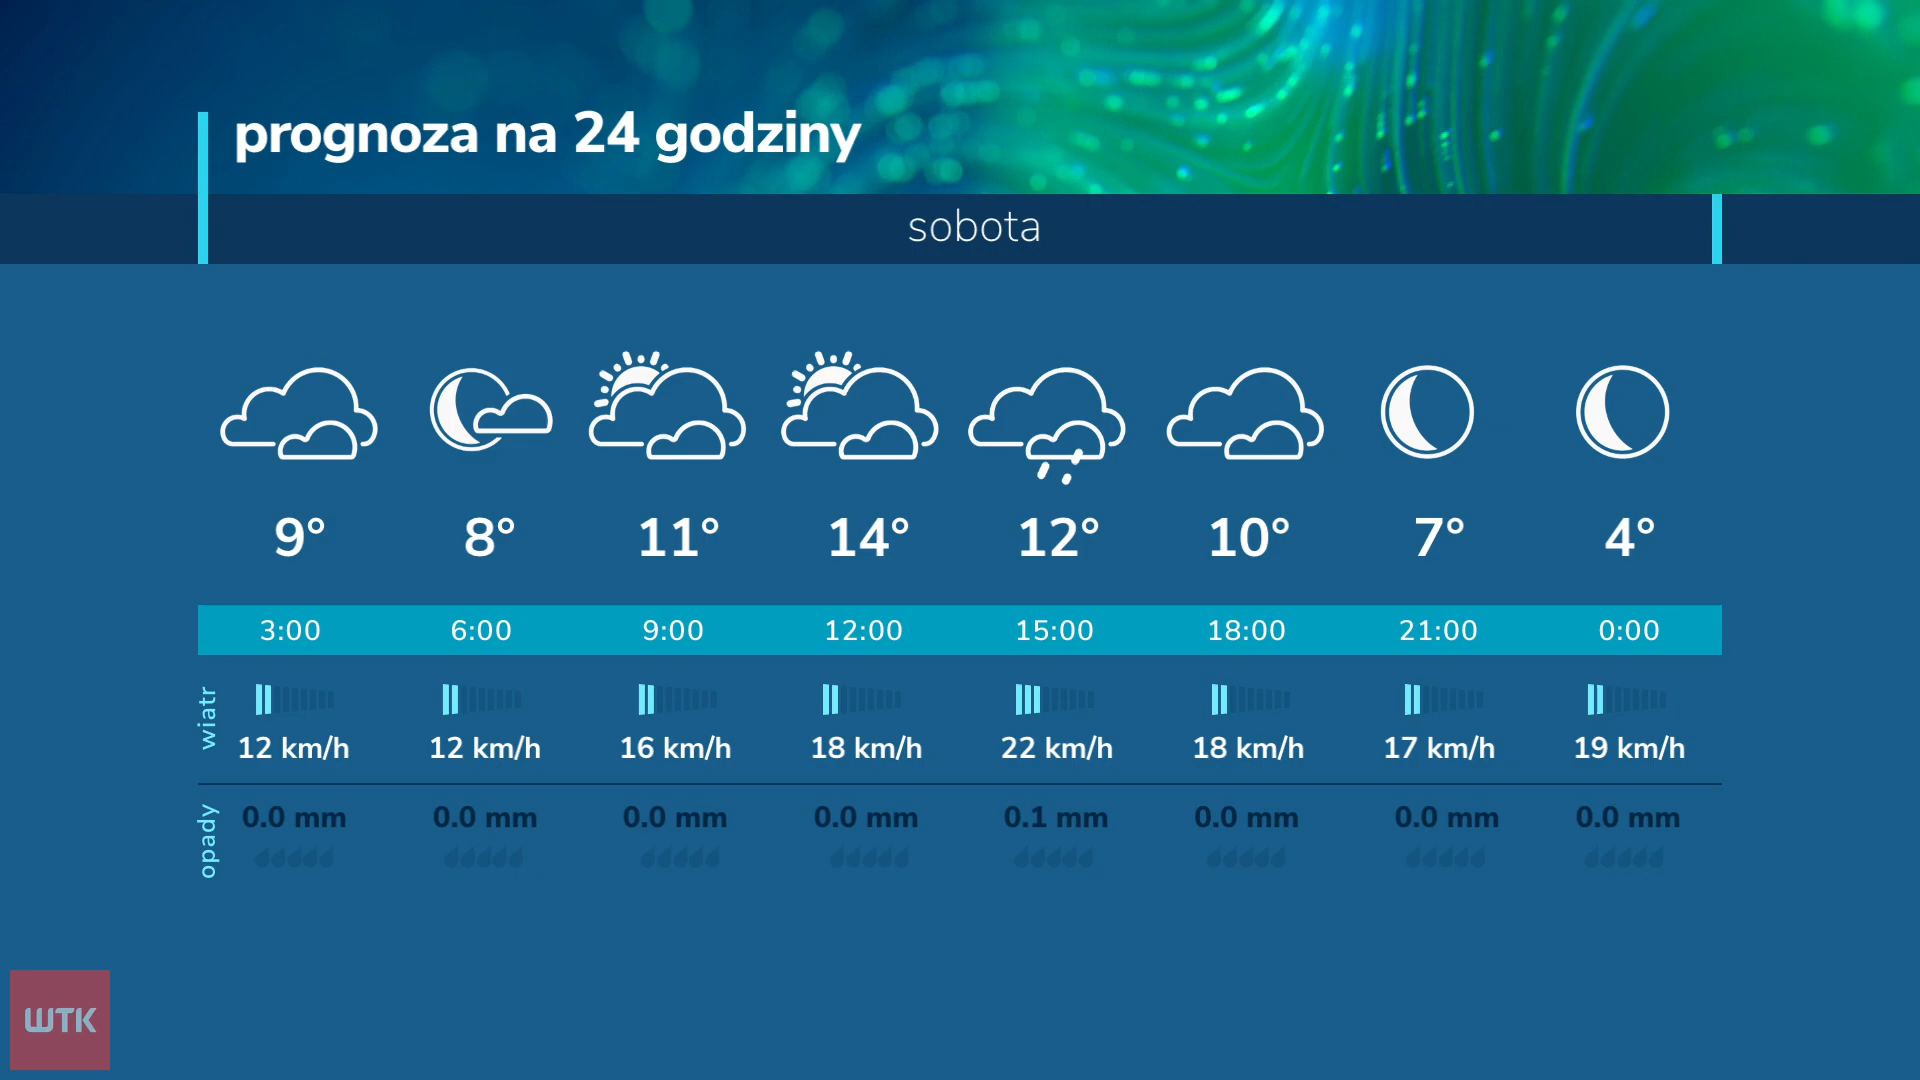 prognoza na 24 godziny
sobota
9° 8° 11° 14° 12° 10° 7° 4°
3:00 6:00 9:00 12:00 15:00 18:00 21:00 0:00
wiatr
12 km/h 12 km/h 16 km/h 18 km/h 22 km/h 18 km/h 17 km/h 19 km/h
opady
0.0 mm 0.0 mm 0.0 mm 0.0 mm 0.1 mm 0.0 mm 0.0 mm 0.0 mm
WTK